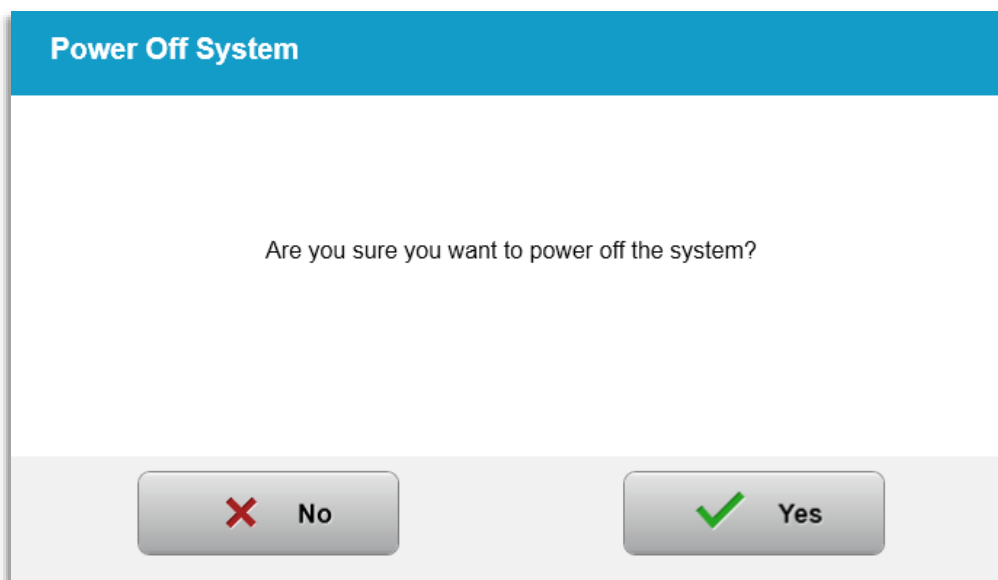 Power Off System
Are you sure you want to power off the system?
No
Yes